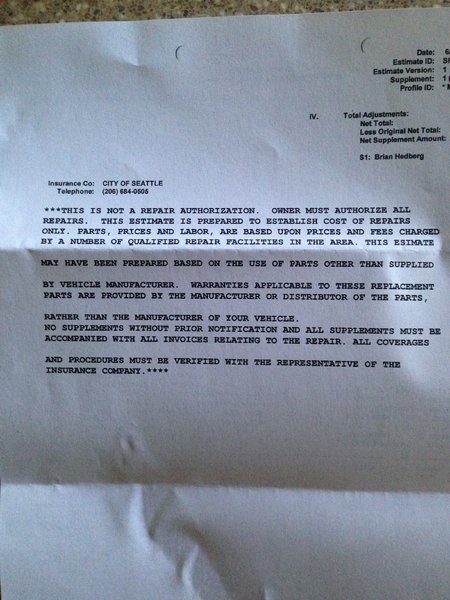 Date: 6
Estimate ID:
Estimate Version: 1
Supplement: 1
Profile ID: *
IV. Total Adjustments:
Net Total:
Less Original Net Total:
Net Supplement Amount:
S1: Brian Hedberg
Insurance Co: CITY OF SEATTLE
Telephone: (206) 684-0505
***THIS IS NOT A REPAIR AUTHORIZATION. OWNER MUST AUTHORIZE ALL
REPAIRS. THIS ESTIMATE IS PREPARED TO ESTABLISH COST OF REPAIRS
ONLY. PARTS, PRICES AND LABOR, ARE BASED UPON PRICES AND FEES CHARGED
BY A NUMBER OF QUALIFIED REPAIR FACILITIES IN THE AREA. THIS ESIMATE
MAY HAVE BEEN PREPARED BASED ON THE USE OF PARTS OTHER THAN SUPPLIED
BY VEHICLE MANUFACTURER. WARRANTIES APPLICABLE TO THESE REPLACEMENT
PARTS ARE PROVIDED BY THE MANUFACTURER OR DISTRIBUTOR OF THE PARTS,
RATHER THAN THE MANUFACTURER OF YOUR VEHICLE.
NO SUPPLEMENTS WITHOUT PRIOR NOTIFICATION AND ALL SUPPLEMENTS MUST BE
ACCOMPANIED WITH ALL INVOICES RELATING TO THE REPAIR. ALL COVERAGES
AND PROCEDURES MUST BE VERIFIED WITH THE REPRESENTATIVE OF THE
INSURANCE COMPANY.****